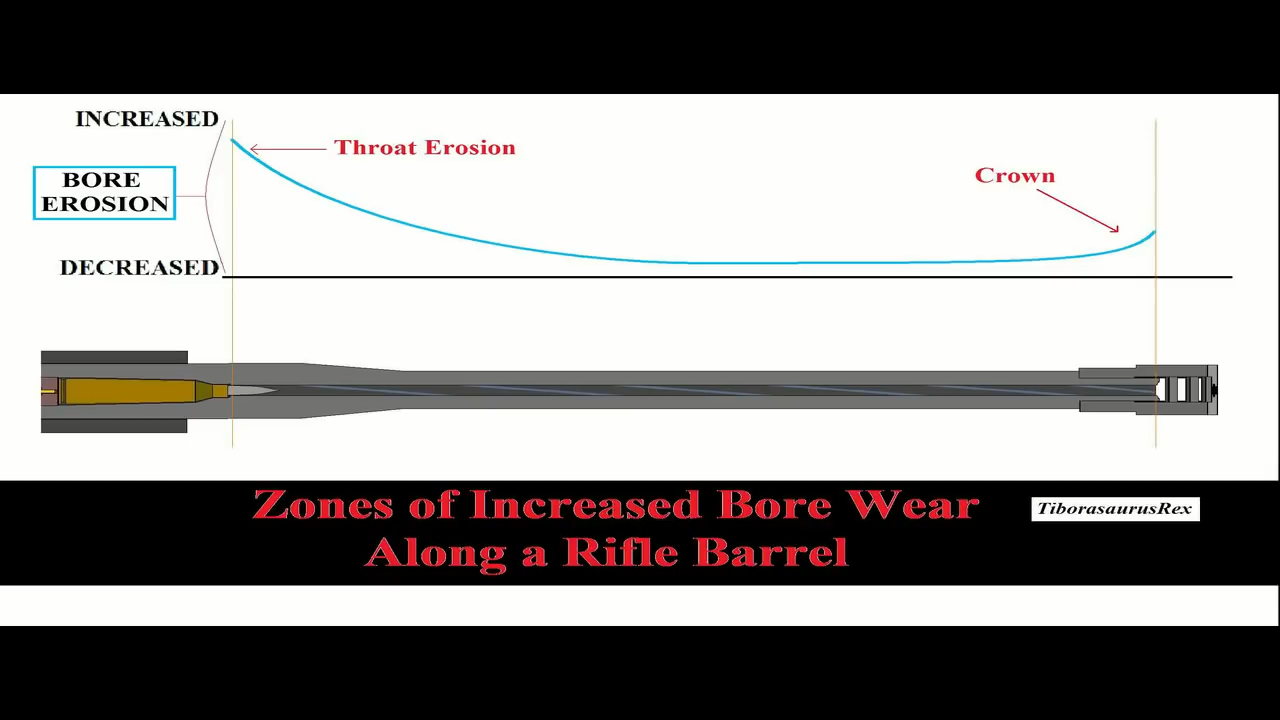 INCREASED
Throat Erosion
Crown
BORE
EROSION
DECREASED
Zones of Increased Bore Wear
Along a Rifle Barrel
TiborasaurusRex